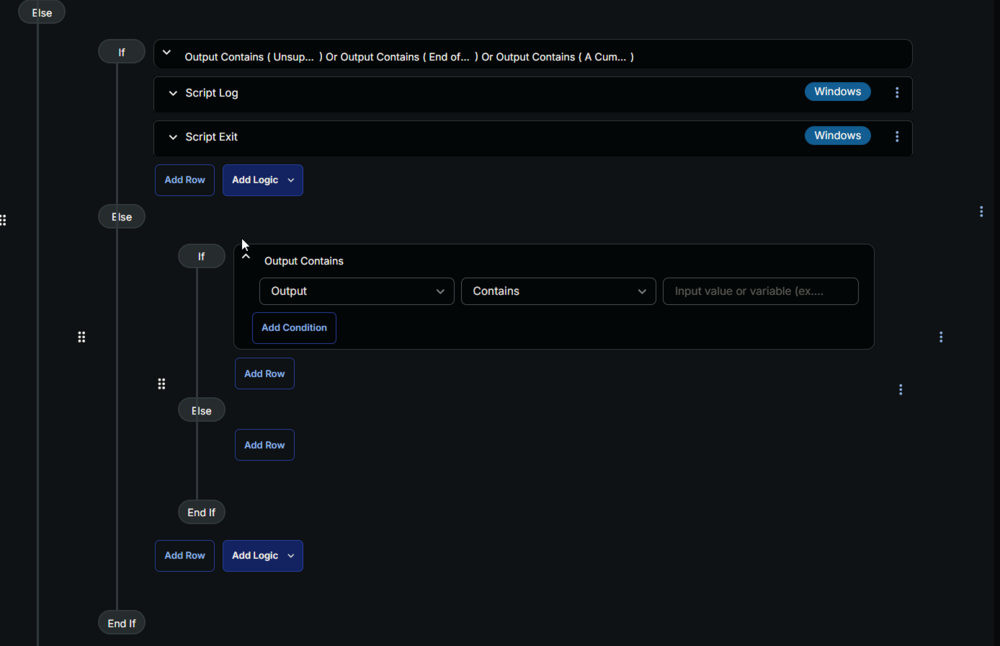 Else
If
Output Contains ( Unsup... ) Or Output Contains ( End of... ) Or Output Contains ( A Cum... )
Script Log
Windows
Script Exit
Windows
Add Row
Add Logic
Else
If
Output Contains
Output
Contains
Input value or variable (ex....
Add Condition
Add Row
Else
Add Row
End If
Add Row
Add Logic
End If